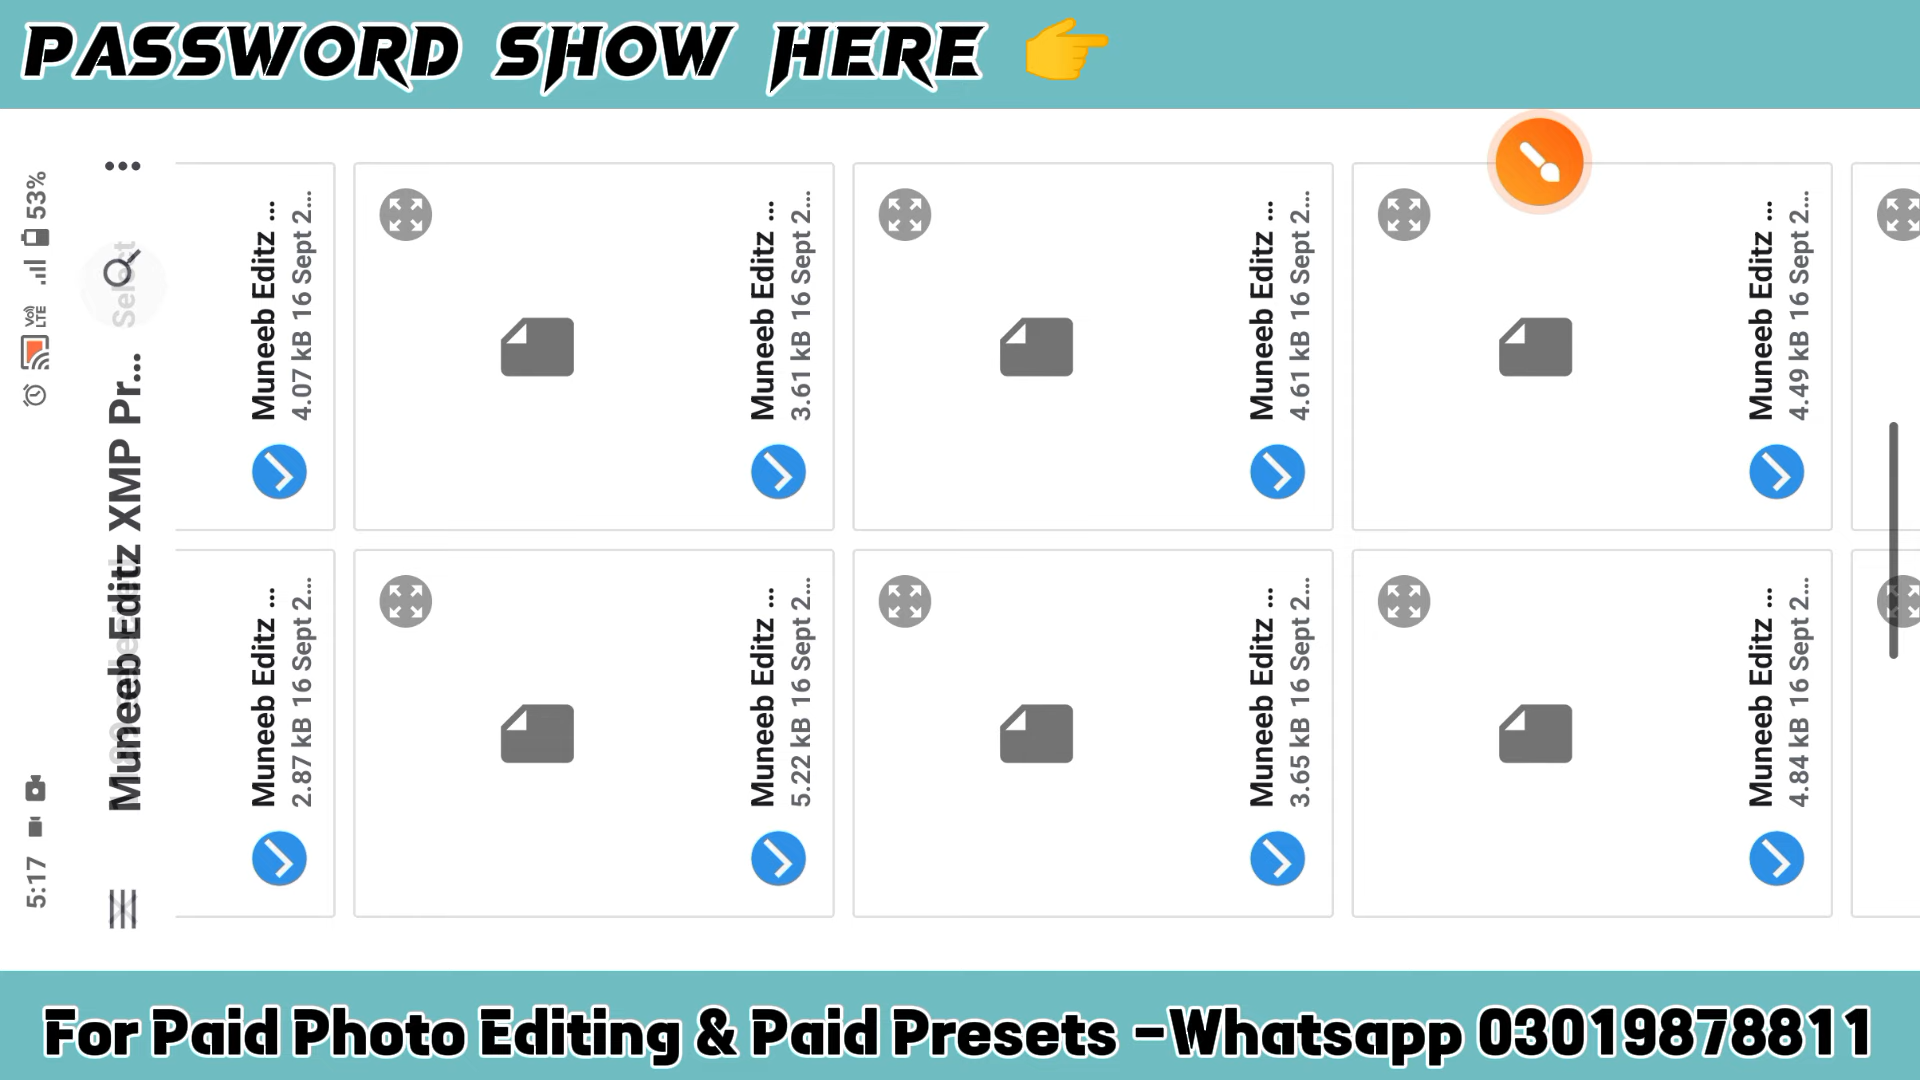 PASSWORD SHOW HERE 👉
5:17
VoI) LTE
53%
Muneeb Editz XMP Pr...
Select
Muneeb Editz ...
4.07 kB 16 Sept 2...
Muneeb Editz ...
2.87 kB 16 Sept 2...
Muneeb Editz ...
3.61 kB 16 Sept 2...
Muneeb Editz ...
5.22 kB 16 Sept 2...
Muneeb Editz ...
4.61 kB 16 Sept 2...
Muneeb Editz ...
3.65 kB 16 Sept 2...
Muneeb Editz ...
4.49 kB 16 Sept 2...
Muneeb Editz ...
4.84 kB 16 Sept 2...
For Paid Photo Editing & Paid Presets -Whatsapp 03019878811